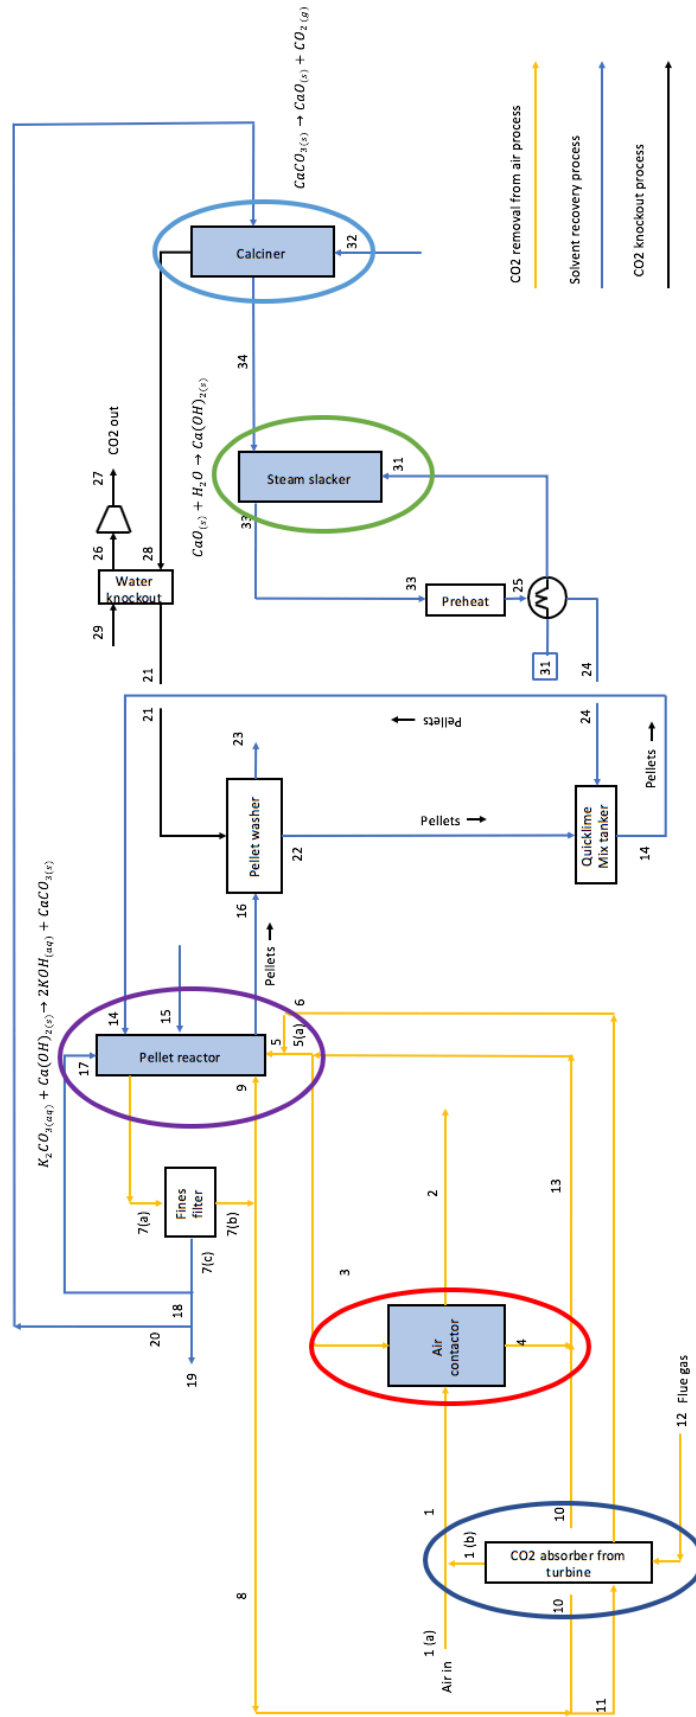 K₂CO₃₍ₐq₎ + Ca(OH)₂₍ₛ₎ → 2KOH₍ₐq₎ + CaCO₃₍ₛ₎
CaO₍ₛ₎ + H₂O → Ca(OH)₂₍ₛ₎
CaCO₃₍ₛ₎ → CaO₍ₛ₎ + CO₂ ₍g₎
20
19
18
7(c)
7(a)
Fines
filter
7(b)
17
14
15
Pellet reactor
9
5
5(a)
6
Pellets
16
Pellet washer
23
22
21
21
29
Water
knockout
28
26
27
CO2 out
Calciner
32
34
Steam slacker
33
31
33
Preheat
25
31
24
24
Pellets
Pellets
Quicklime
Mix tanker
14
Pellets
8
1 (a)
Air in
1
1 (b)
3
Air
contactor
2
4
13
10
10
11
CO2 absorber from
turbine
12
Flue gas
CO2 removal from air process
Solvent recovery process
CO2 knockout process